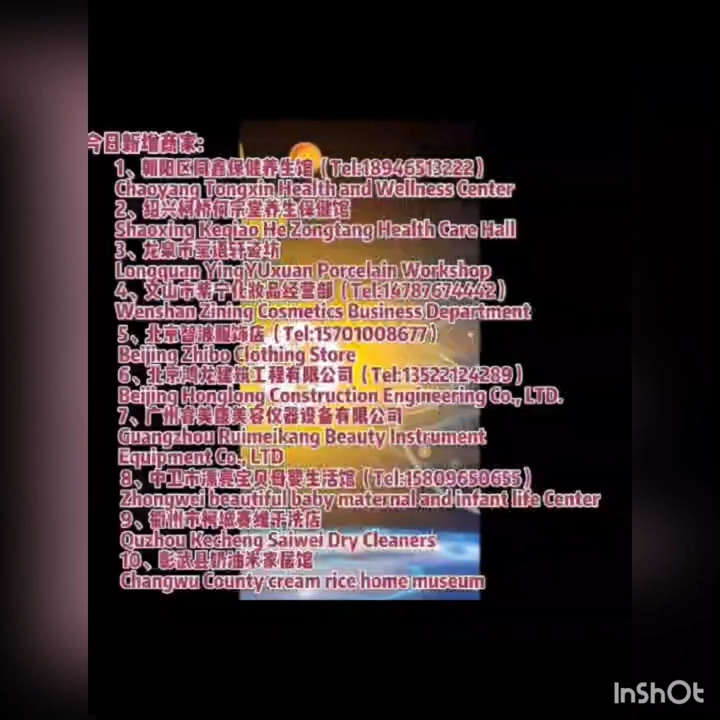 今日新增商家:
1、朝阳区同鑫保健养生馆（Tel:18946513222）
Chaoyang Tongxin Health and Wellness Center
2、绍兴柯桥何宗堂养生保健馆
Shaoxing Keqiao He Zongtang Health Care Hall
3、龙泉市
Longquan YingYUxuan Porcelain Workshop
4、文山市紫宁化妆品经营部（Tel:14787674442）
Wenshan Zining Cosmetics Business Department
5、北京智波服饰店（Tel:15701008677）
Beijing Zhibo Clothing Store
6、北京鸿龙建筑工程有限公司（Tel:13522124289）
Beijing Honglong Construction Engineering Co., LTD.
7、广州睿美康美容仪器设备有限公司
Guangzhou Ruimeikang Beauty Instrument
Equipment Co., LTD
8、中卫市漂亮宝贝母婴生活馆（Tel:15809650655）
Zhongwei beautiful baby maternal and infant life Center
9、衢州市柯城赛维干洗店
Quzhou Kecheng Saiwei Dry Cleaners
10、彰武县奶油米家居馆
Changwu County cream rice home museum
InShOt